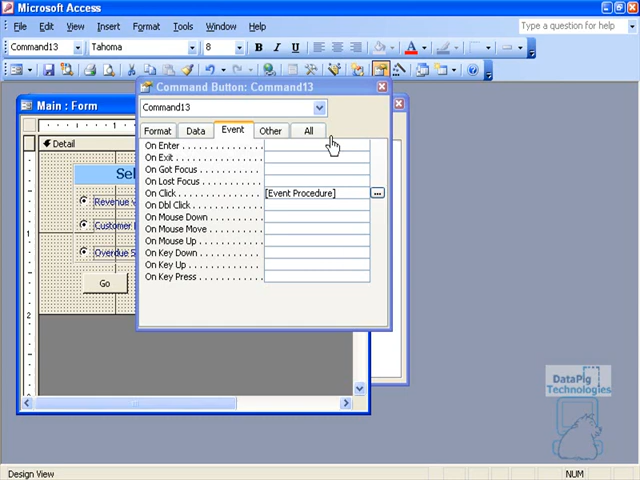 Microsoft Access
File Edit View Insert Format Tools Window Help
Type a question for help
Command13 Tahoma 8 B I U
Main : Form
Detail
Sel
Revenue
Customer
Overdue S
Go
Command Button: Command13
Command13
Format Data Event Other All
On Enter
On Exit
On Got Focus
On Lost Focus
On Click [Event Procedure] ...
On Dbl Click
On Mouse Down
On Mouse Move
On Mouse Up
On Key Down
On Key Up
On Key Press
1
2
DataPig
Technologies
Design View NUM